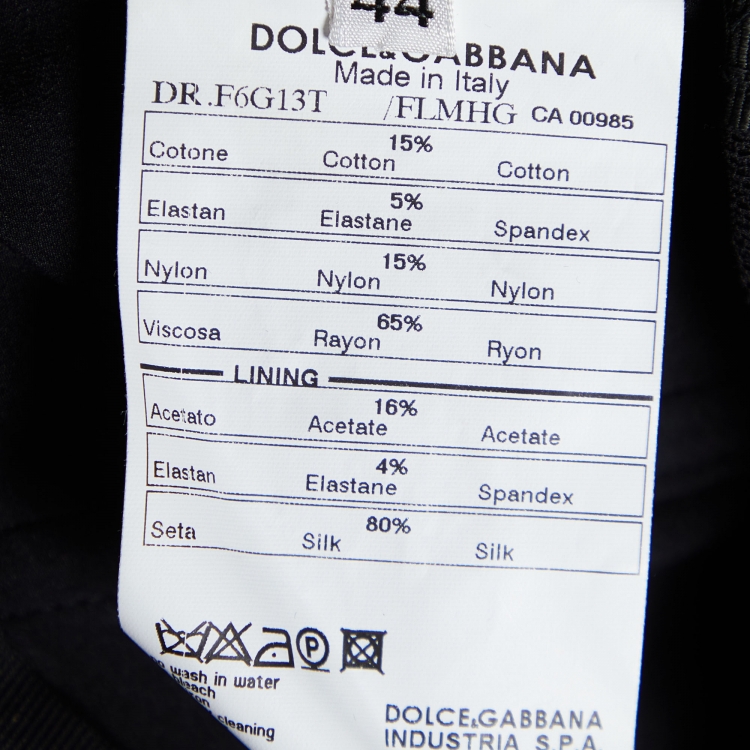 44
DOLCE&GABBANA
Made in Italy
DR.F6G13T /FLMHG CA 00985
15%
Cotone Cotton Cotton
5%
Elastan Elastane Spandex
15%
Nylon Nylon Nylon
65%
Viscosa Rayon Ryon
LINING
16%
Acetato Acetate Acetate
4%
Elastan Elastane Spandex
80%
Seta Silk Silk
P
wash in water
bleach
cleaning
DOLCE&GABBANA
INDUSTRIA S.P.A